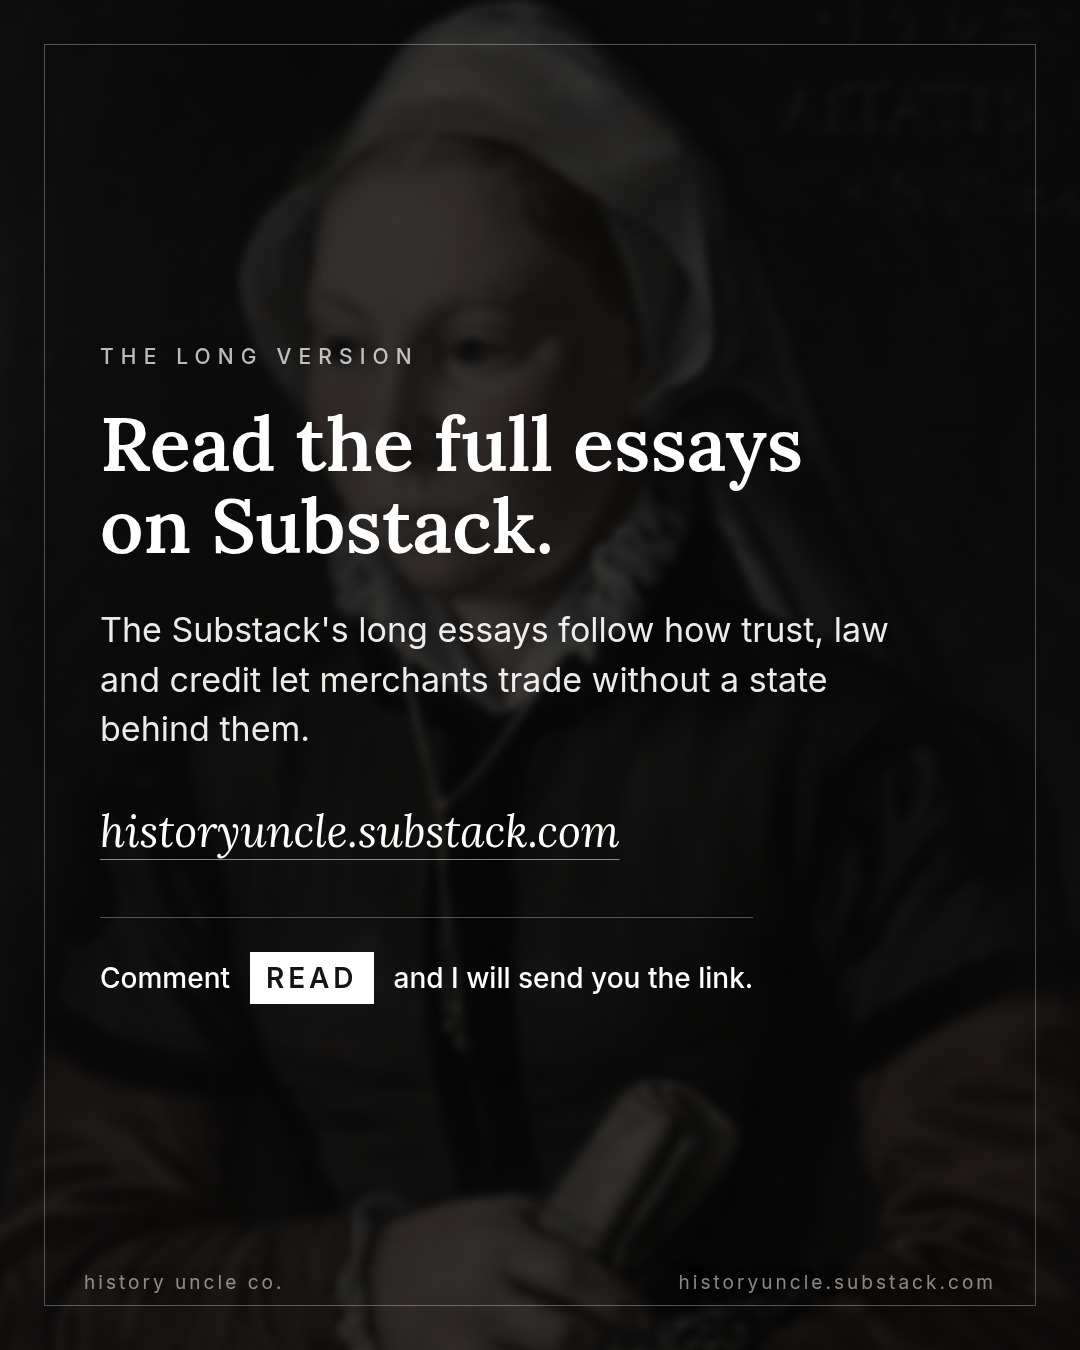 THE LONG VERSION
Read the full essays
on Substack.
The Substack's long essays follow how trust, law
and credit let merchants trade without a state
behind them.
historyuncle.substack.com
Comment READ and I will send you the link.
history uncle co.
historyuncle.substack.com